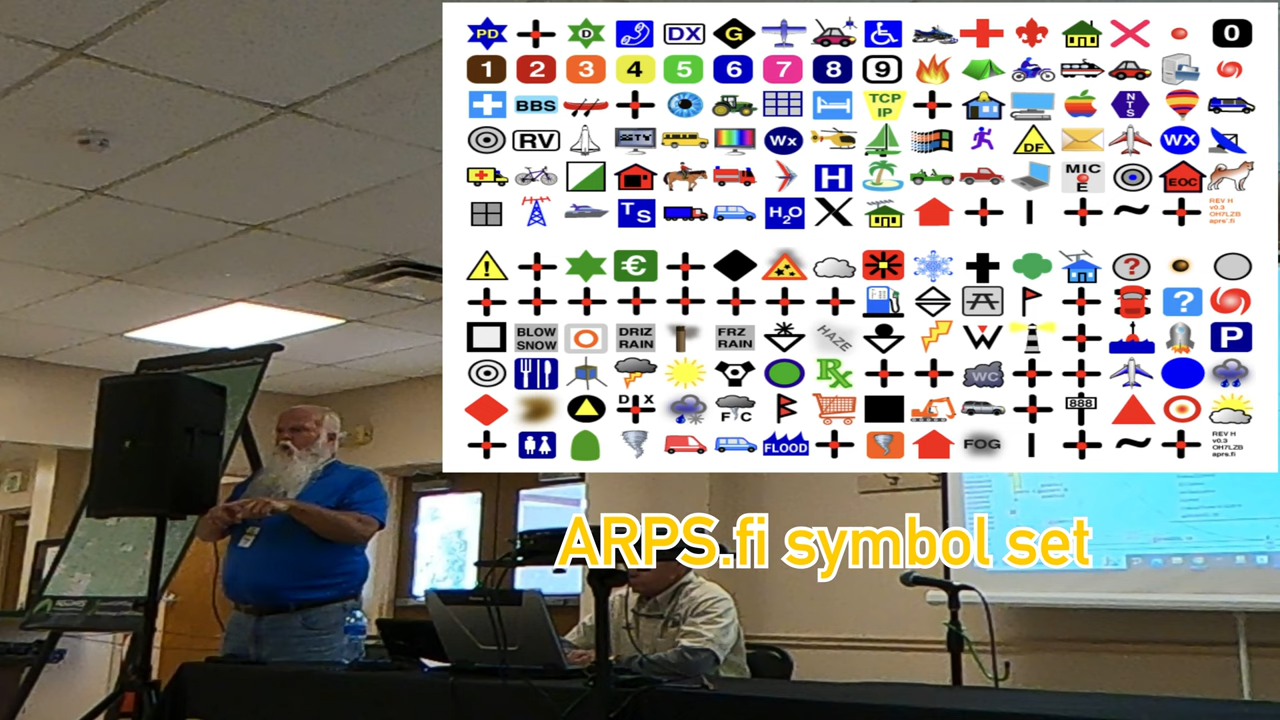 PD D DX G 0
1 2 3 4 5 6 7 8 9
BBS TCP IP NTS
RV SSTV Wx DF WX
H MIC E EOC
TS H2O X REV H
v0.3
OH7LZB
aprs.fi
! € ?
?
BLOW SNOW DRIZ RAIN FRZ RAIN HAZE W P
Rx WC
DX FC 888
FLOOD FOG REV H
v0.3
OH7LZB
aprs.fi
ARPS.fi symbol set